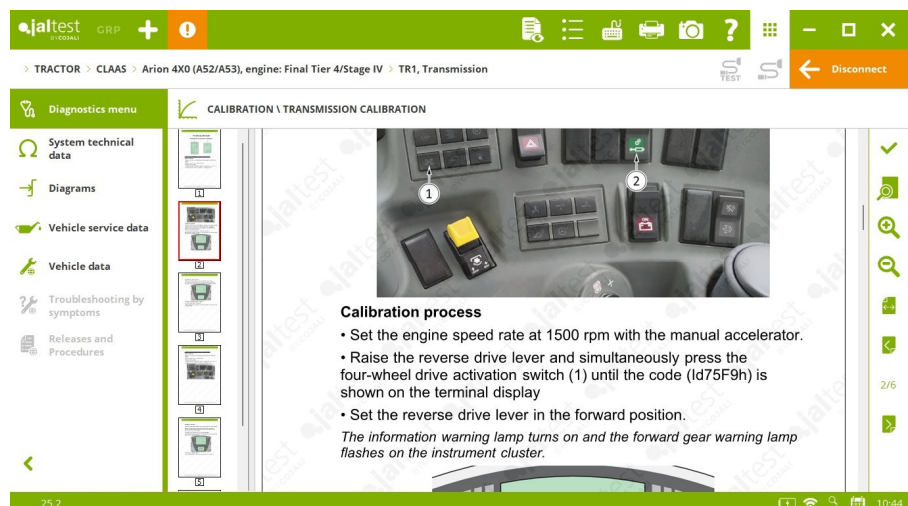 jaltest
BY COJALI
GRP
?
> TRACTOR > CLAAS > Arion 4X0 (A52/A53), engine: Final Tier 4/Stage IV > TR1, Transmission
TEST
Disconnect
Diagnostics menu
CALIBRATION \ TRANSMISSION CALIBRATION
System technical
data
Diagrams
Vehicle service data
Vehicle data
Troubleshooting by
symptoms
Releases and
Procedures
1
2
3
4
5
1
2
Calibration process
• Set the engine speed rate at 1500 rpm with the manual accelerator.
• Raise the reverse drive lever and simultaneously press the
four-wheel drive activation switch (1) until the code (Id75F9h) is
shown on the terminal display
• Set the reverse drive lever in the forward position.
The information warning lamp turns on and the forward gear warning lamp
flashes on the instrument cluster.
2/6
25.2
10:44